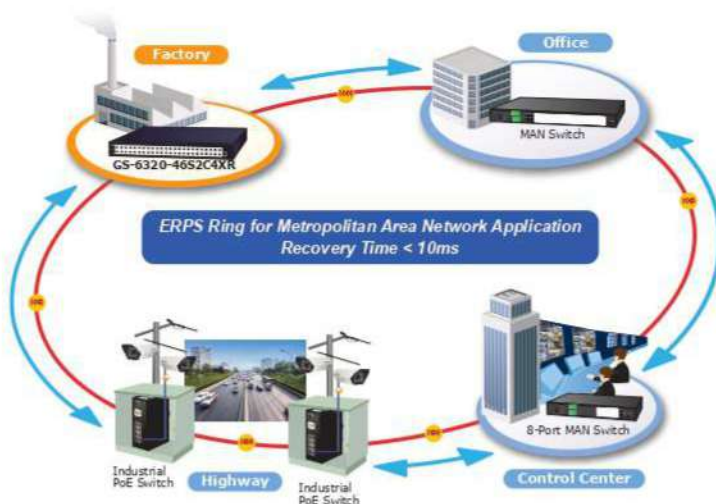 Factory
Office
GS-6320-46S2C4XR
MAN Switch
ERPS Ring for Metropolitan Area Network Application
Recovery Time < 10ms
8-Port MAN Switch
Industrial
PoE Switch
Highway
Industrial
PoE Switch
Control Center